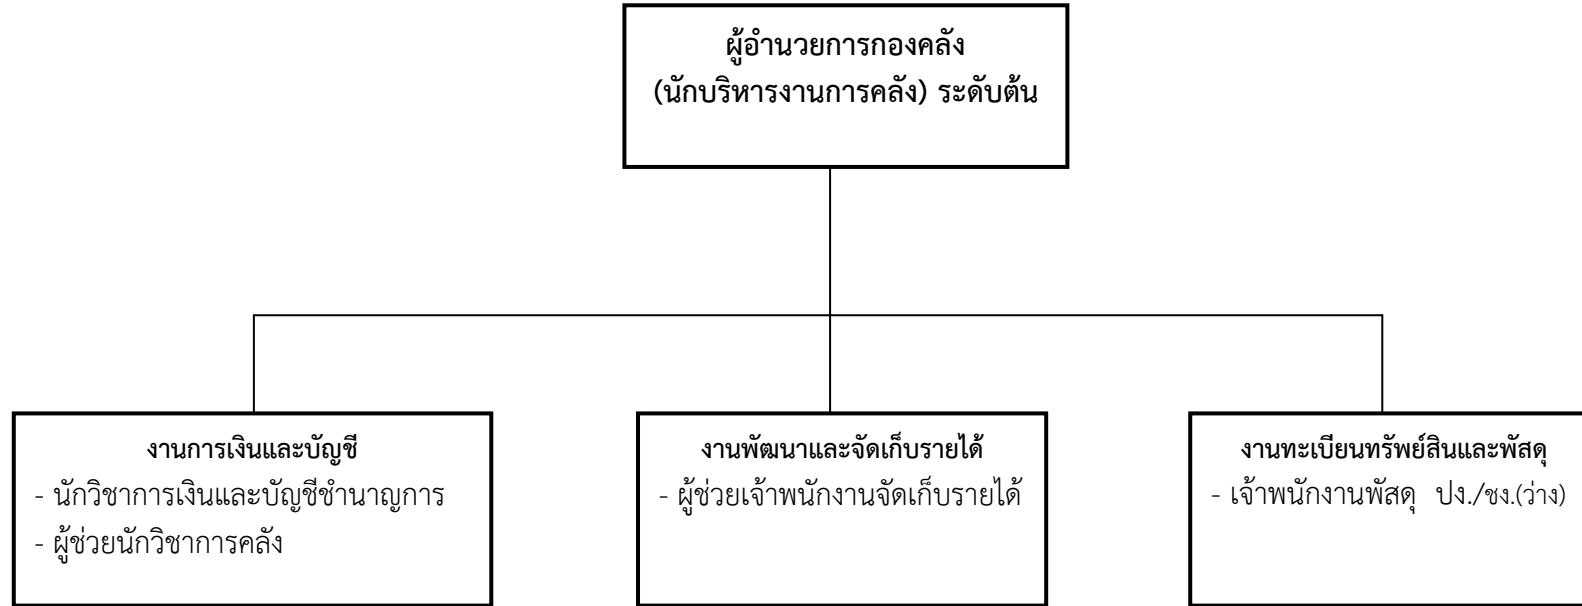 ผู้อำนวยการกองคลัง
(นักบริหารงานการคลัง) ระดับต้น
งานการเงินและบัญชี
- นักวิชาการเงินและบัญชีชำนาญการ
- ผู้ช่วยนักวิชาการคลัง
งานพัฒนาและจัดเก็บรายได้
- ผู้ช่วยเจ้าพนักงานจัดเก็บรายได้
งานทะเบียนทรัพย์สินและพัสดุ
- เจ้าพนักงานพัสดุ ปง./ชง.(ว่าง)